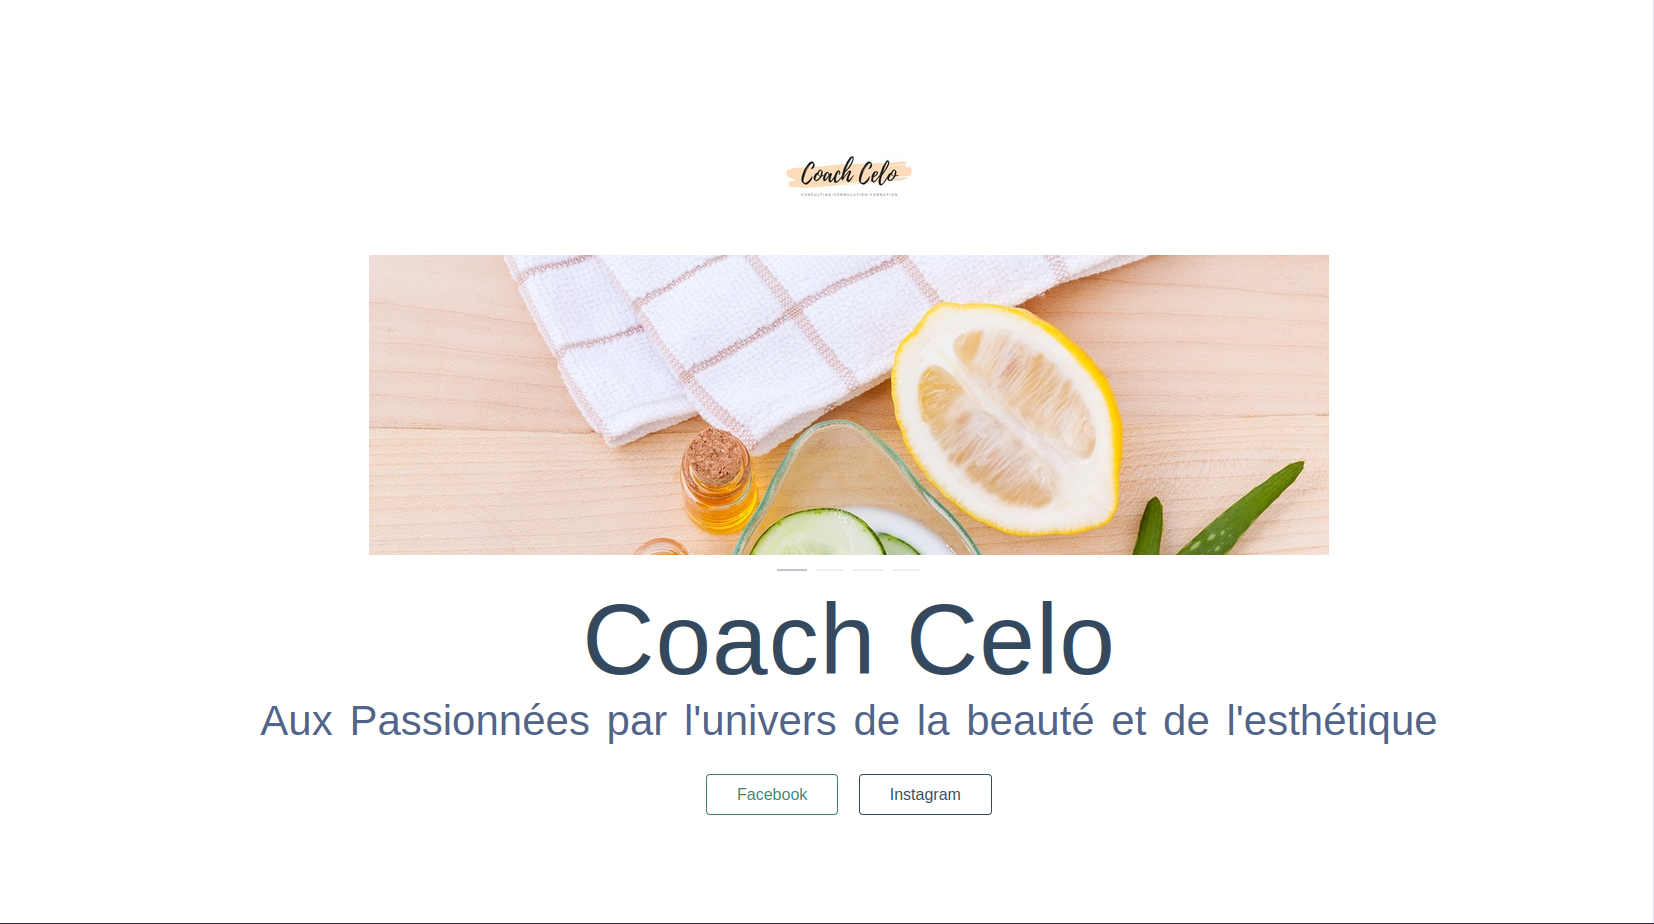 Coach Celo
CONSULTING-FORMULATION-FORMATION
Coach Celo
Aux Passionnées par l'univers de la beauté et de l'esthétique
Facebook Instagram